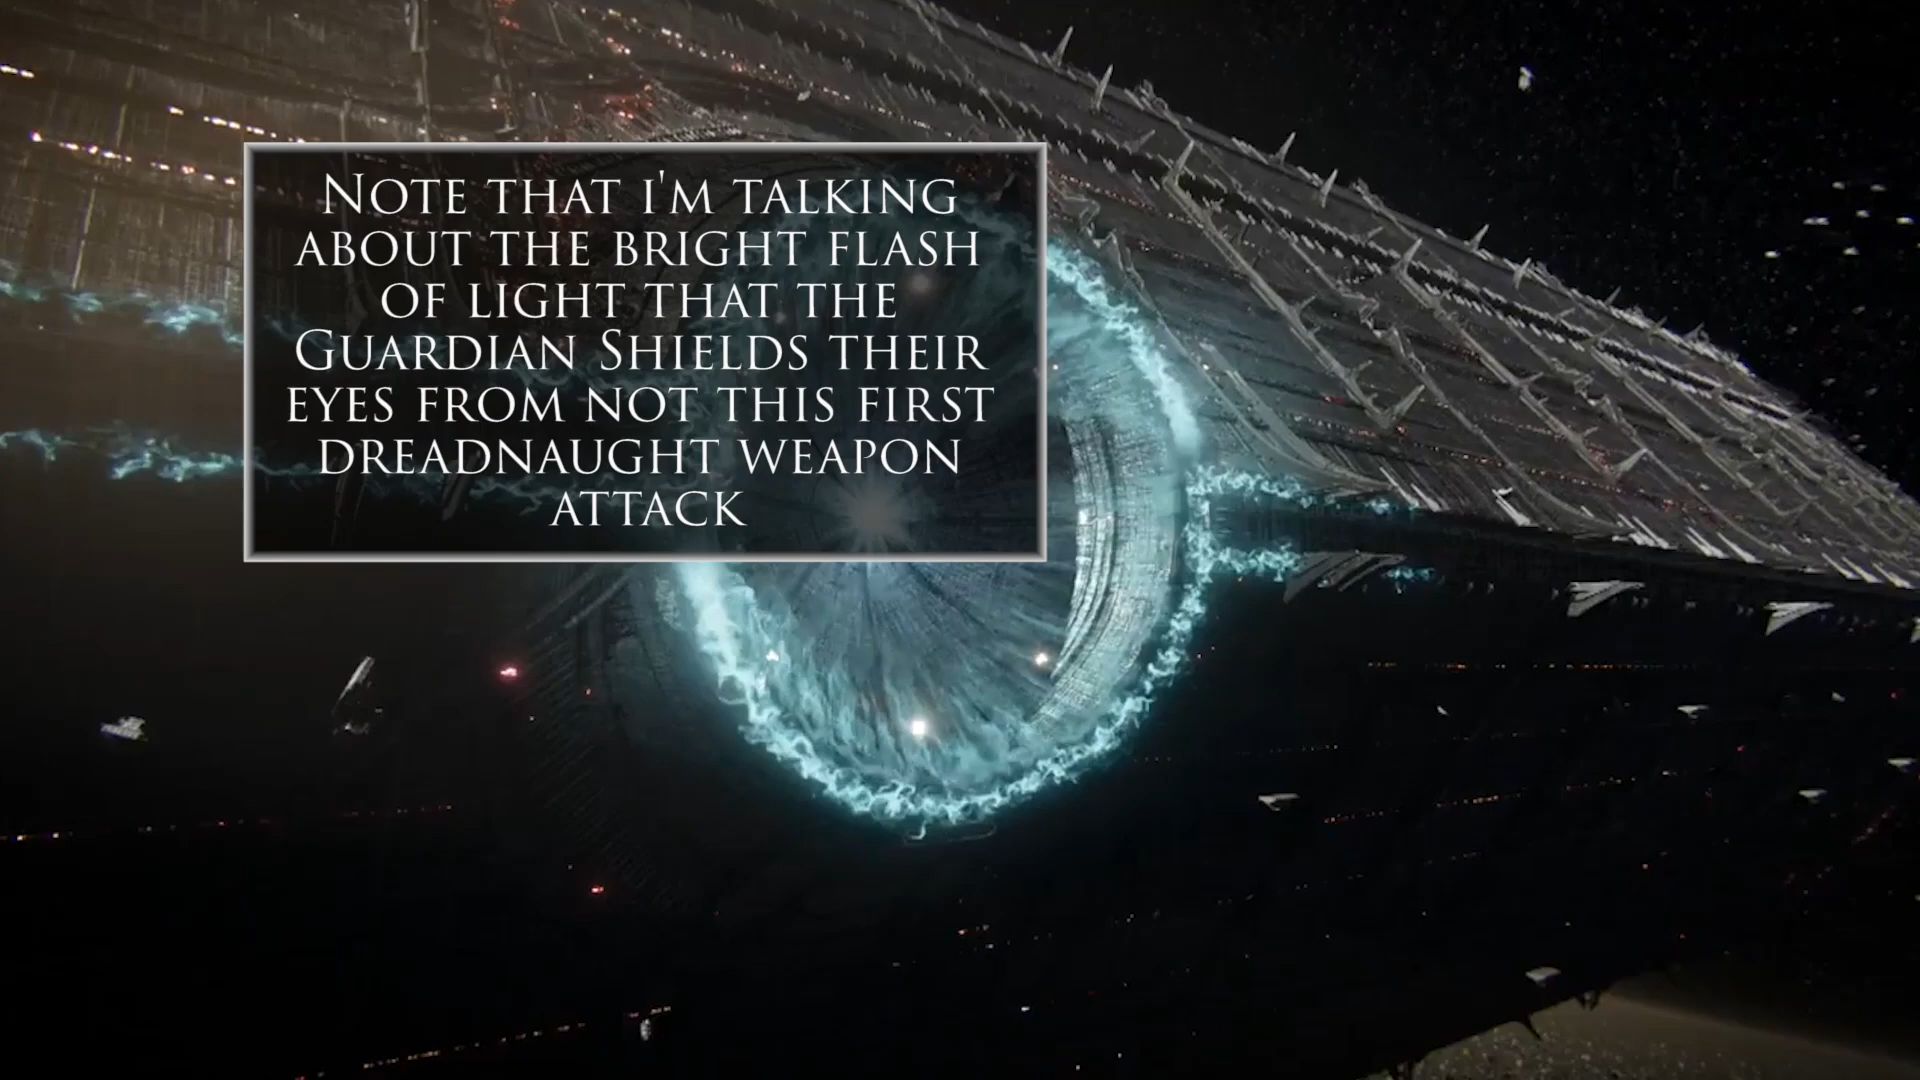 Note that i'm talking
about the bright flash
of light that the
Guardian Shields their
eyes from not this first
dreadnaught weapon
attack